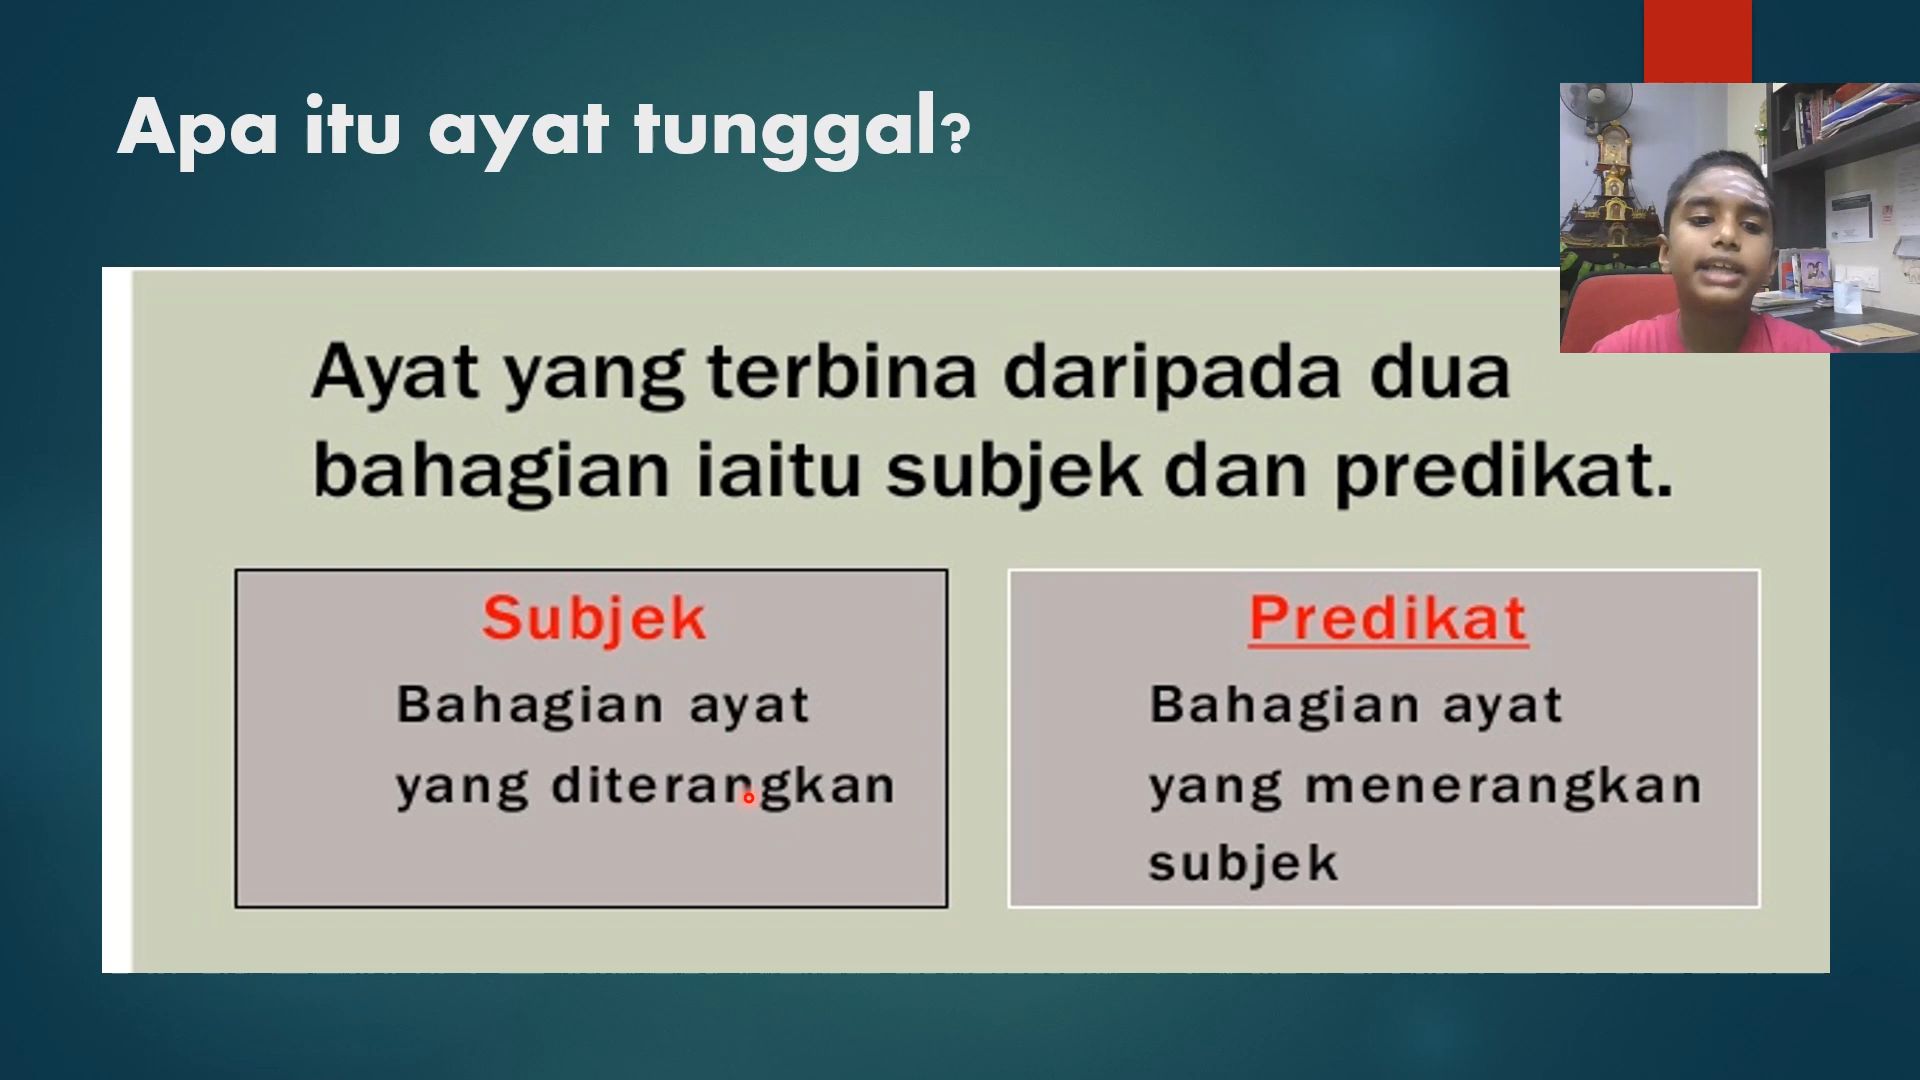 Apa itu ayat tunggal?
Ayat yang terbina daripada dua
bahagian iaitu subjek dan predikat.
Subjek
Bahagian ayat
yang diterangkan
Predikat
Bahagian ayat
yang menerangkan
subjek